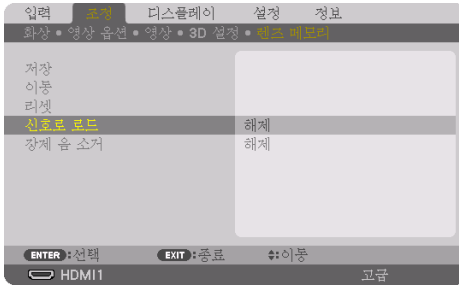 입력 조정 디스플레이 설정 정보
화상 • 영상 옵션 • 영상 • 3D 설정 • 렌즈 메모리
저장
이동
리셋
신호로 로드 해제
강제 음 소거 해제
ENTER:선택 EXIT:종료 :이동
HDMI1 고급